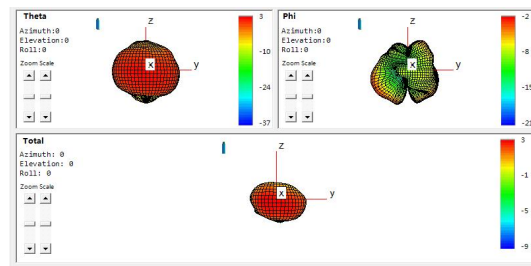 Theta
Azimuth:0
Elevation:0
Roll:0
Zoom Scale
z
x
y
3
-10
-24
-37
Phi
Azimuth:0
Elevation:0
Roll:0
Zoom Scale
z
x
y
-2
-8
-15
-21
Total
Azimuth: 0
Elevation: 0
Roll: 0
Zoom Scale
z
x
y
3
-1
-5
-9